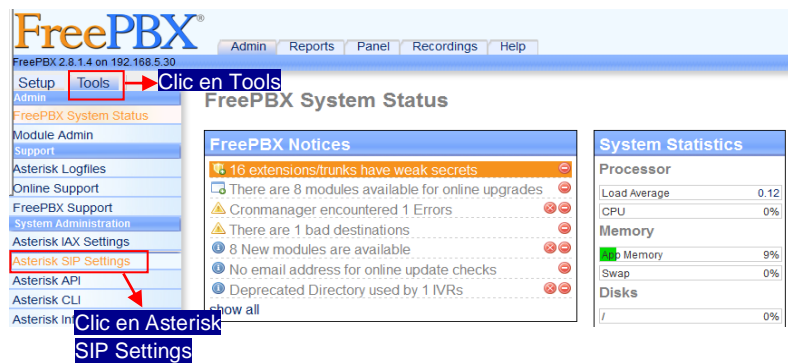 FreePBX®
Admin Reports Panel Recordings Help
FreePBX 2.8.1.4 on 192.168.5.30
Setup Tools
Clic en Tools
Admin
FreePBX System Status
Module Admin
Support
Asterisk Logfiles
Online Support
FreePBX Support
System Administration
Asterisk IAX Settings
Asterisk SIP Settings
Asterisk API
Asterisk CLI
Asterisk
Clic en Asterisk
SIP Settings
FreePBX System Status
FreePBX Notices
16 extensions/trunks have weak secrets
There are 8 modules available for online upgrades
Cronmanager encountered 1 Errors
There are 1 bad destinations
8 New modules are available
No email address for online update checks
Deprecated Directory used by 1 IVRs
show all
System Statistics
Processor
Load Average 0.12
CPU 0%
Memory
App Memory 9%
Swap 0%
Disks
/ 0%